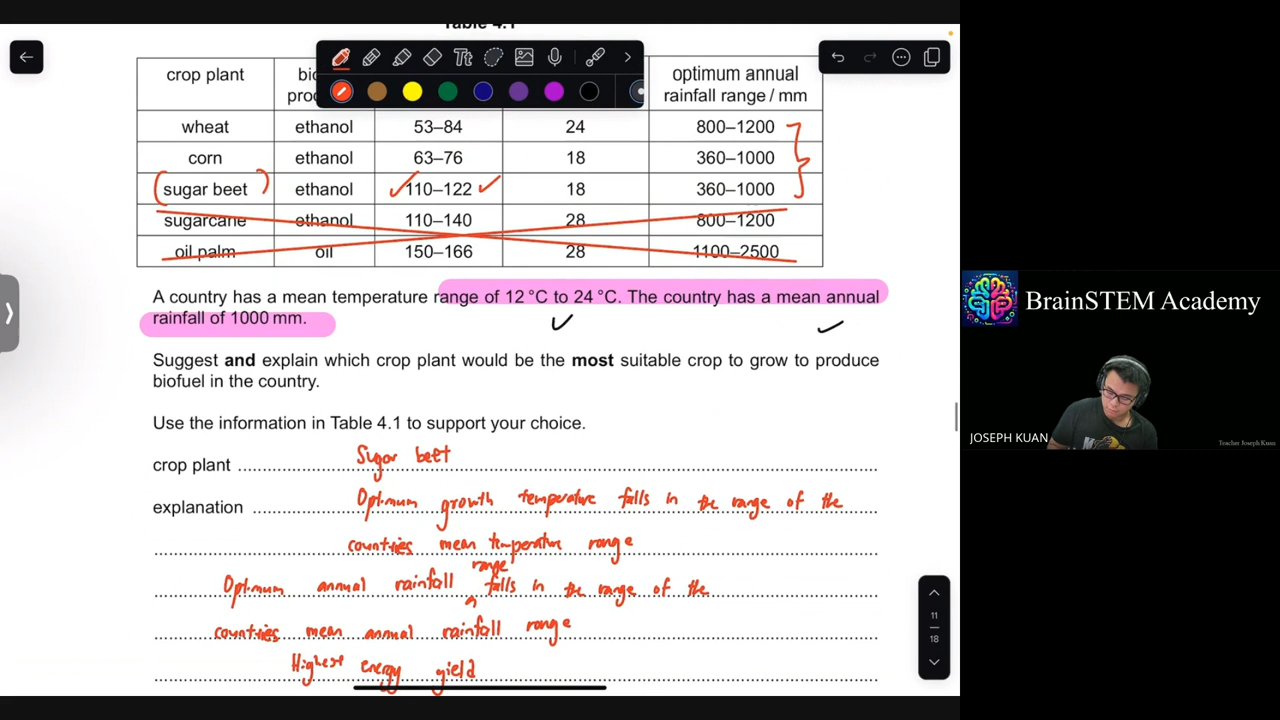 crop plant
optimum annual
rainfall range / mm
wheat ethanol 53–84 24 800–1200
corn ethanol 63–76 18 360–1000
sugar beet ethanol 110–122 18 360–1000
sugarcane ethanol 110–140 28 800–1200
oil palm oil 150–166 28 1100–2500
A country has a mean temperature range of 12 °C to 24 °C. The country has a mean annual
rainfall of 1000 mm.
Suggest and explain which crop plant would be the most suitable crop to grow to produce
biofuel in the country.
Use the information in Table 4.1 to support your choice.
crop plant Sugar beet
explanation Optimum growth temperature falls in the range of the
countries mean temperature range
Optimum annual rainfall range falls in the range of the
countries mean annual rainfall range
Highest energy yield
Tt
11
18
BrainSTEM Academy
JOSEPH KUAN
Teacher Joseph Kuan